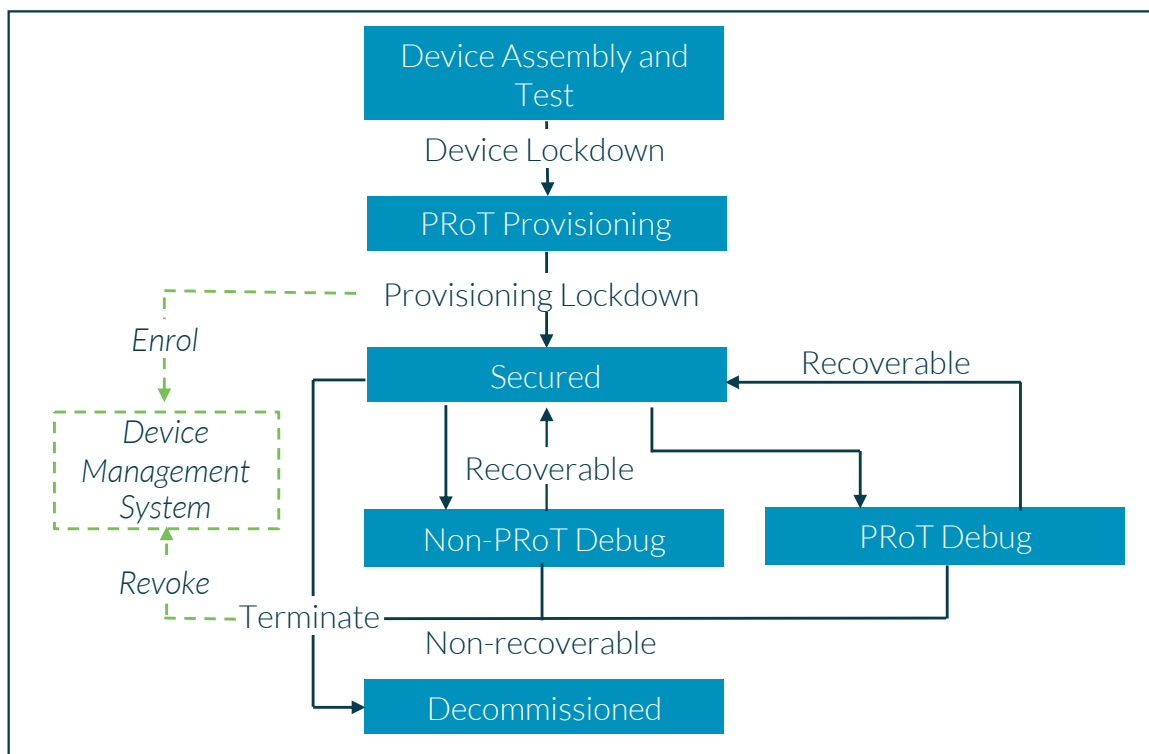 Device Assembly and
Test
Device Lockdown
PRoT Provisioning
Provisioning Lockdown
Enrol
Secured
Recoverable
Device
Management
System
Recoverable
Non-PRoT Debug
PRoT Debug
Revoke
Terminate
Non-recoverable
Decommissioned